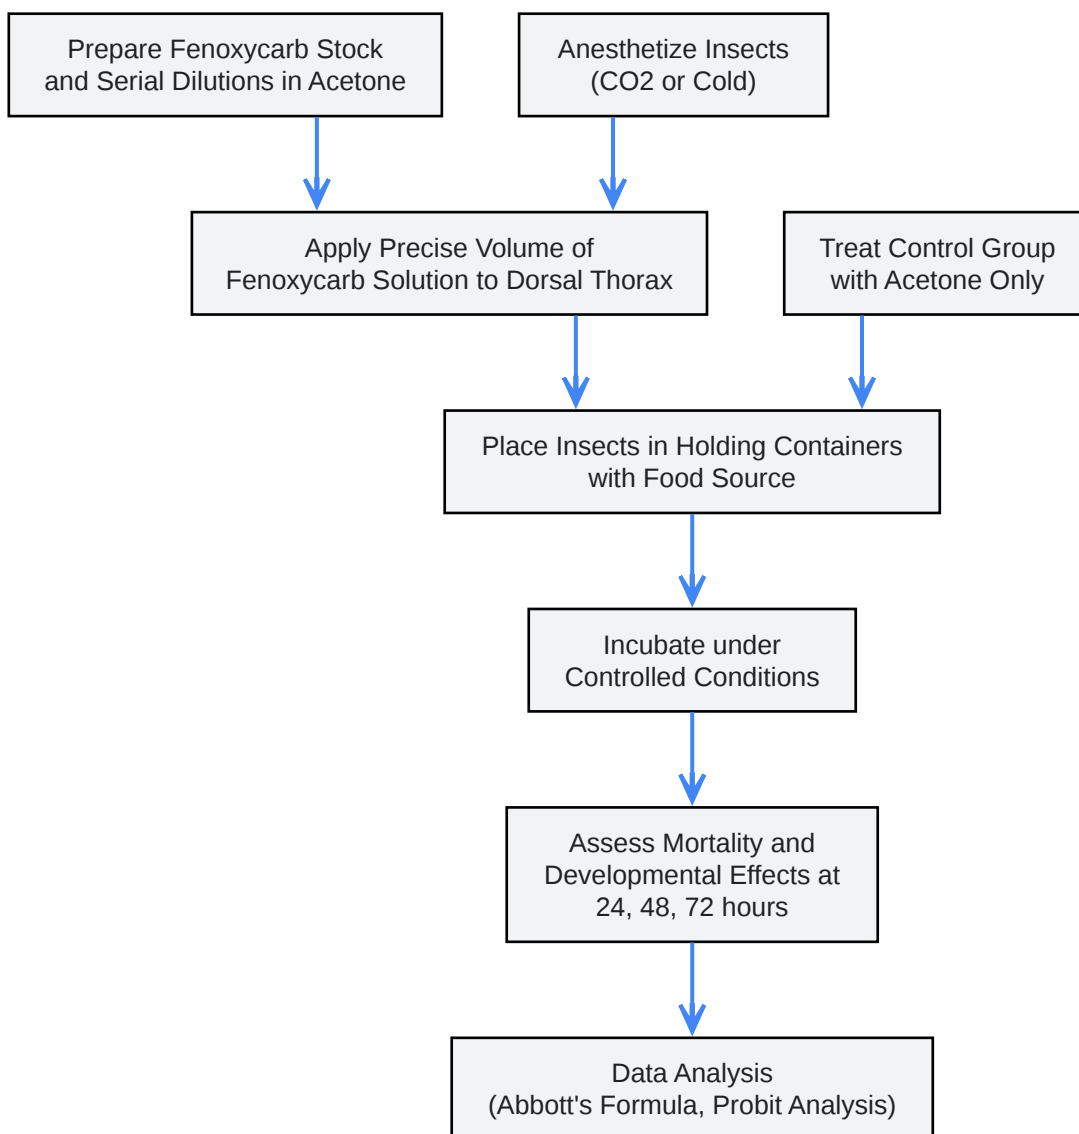 Prepare Fenoxycarb Stock
and Serial Dilutions in Acetone
Anesthetize Insects
(CO2 or Cold)
Apply Precise Volume of
Fenoxycarb Solution to Dorsal Thorax
Treat Control Group
with Acetone Only
Place Insects in Holding Containers
with Food Source
Incubate under
Controlled Conditions
Assess Mortality and
Developmental Effects at
24, 48, 72 hours
Data Analysis
(Abbott's Formula, Probit Analysis)